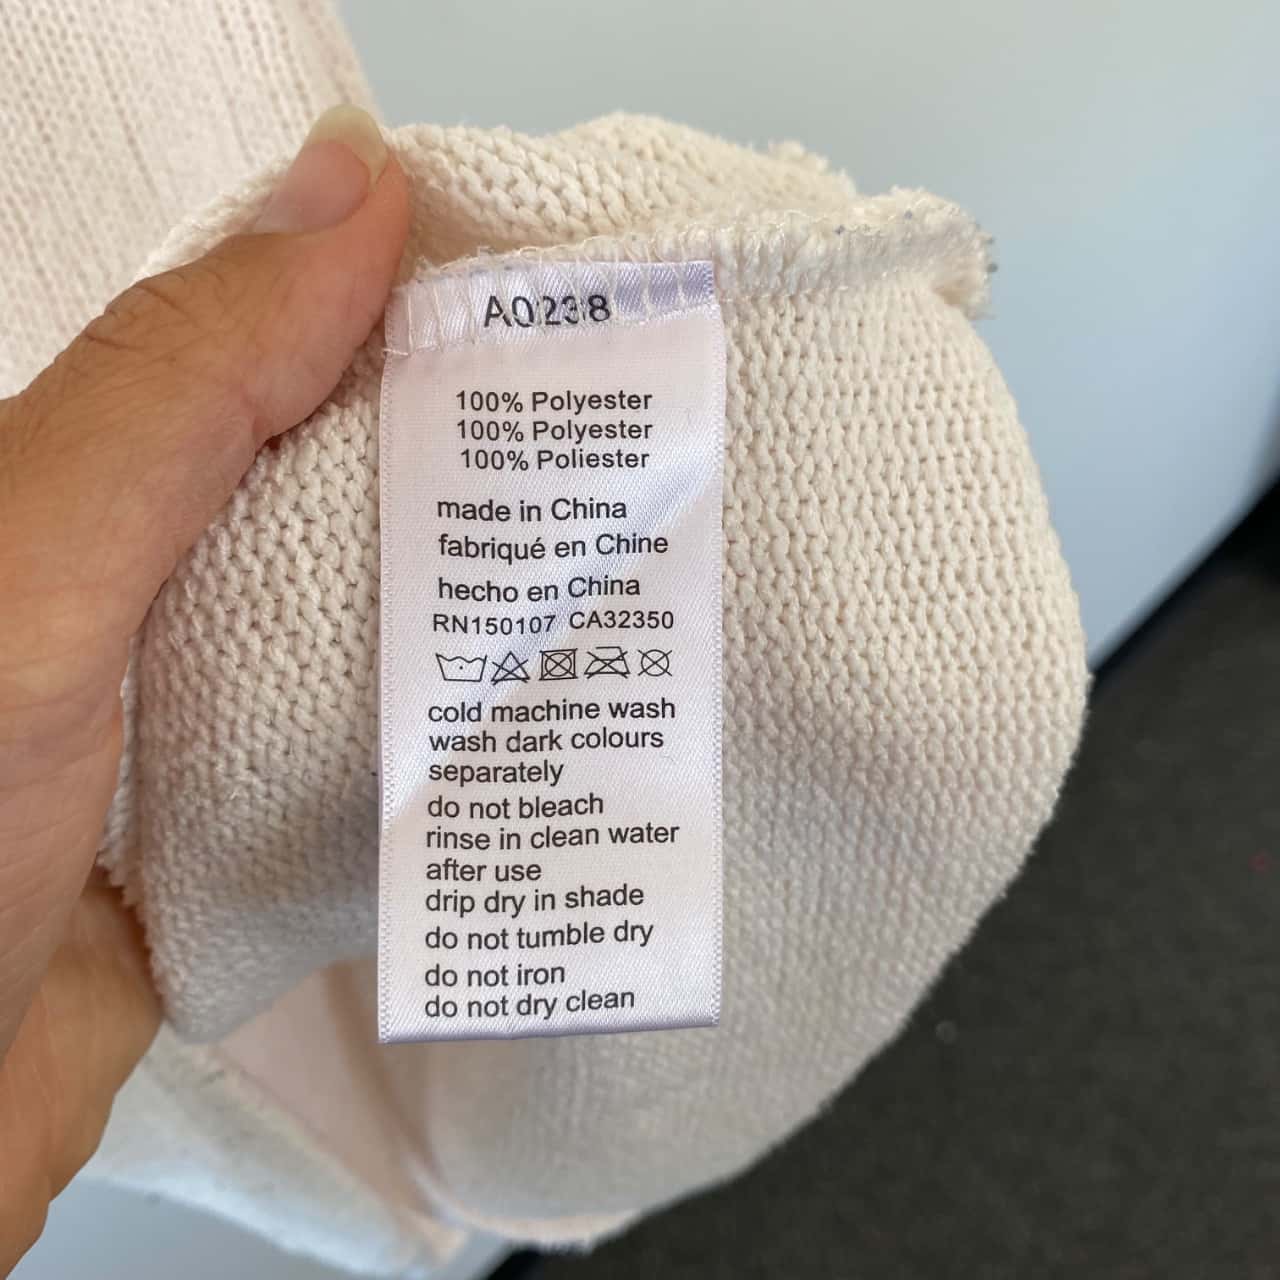 A0238
100% Polyester
100% Polyester
100% Poliester
made in China
fabriqué en Chine
hecho en China
RN150107 CA32350
cold machine wash
wash dark colours
separately
do not bleach
rinse in clean water
after use
drip dry in shade
do not tumble dry
do not iron
do not dry clean